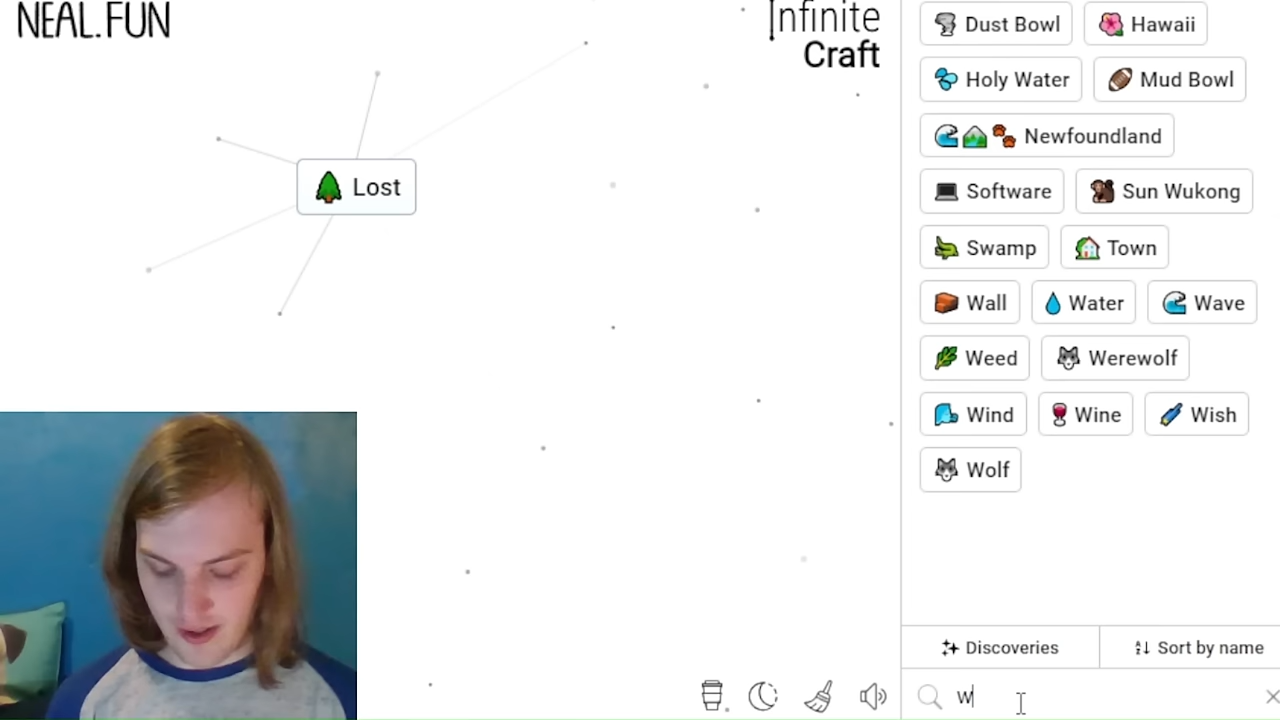 NEAL.FUN
Infinite
Craft
Lost
Dust Bowl Hawaii
Holy Water Mud Bowl
Newfoundland
Software Sun Wukong
Swamp Town
Wall Water Wave
Weed Werewolf
Wind Wine Wish
Wolf
Discoveries Sort by name
w